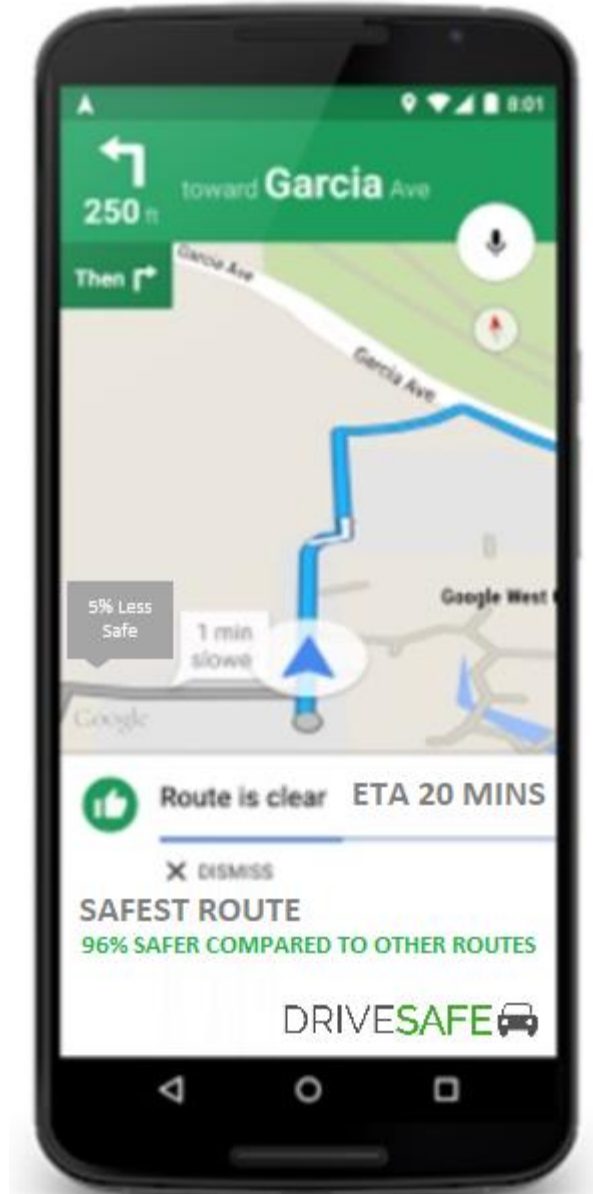 8:01
toward Garcia Ave
250 ft
Then
Garcia Ave
Garcia Ave
Google West
5% Less
Safe
1 min
slowe
Google
Route is clear ETA 20 MINS
DISMISS
SAFEST ROUTE
96% SAFER COMPARED TO OTHER ROUTES
DRIVESAFE